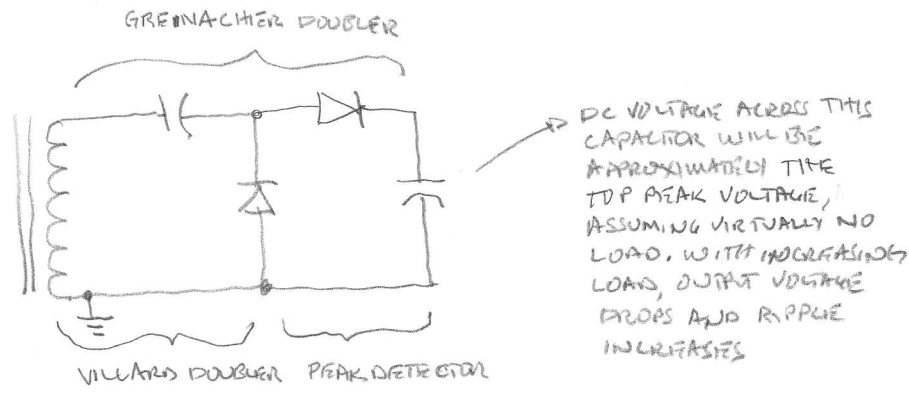 GREINACHER DOUBLER
DC VOLTAGE ACROSS THIS
CAPACITOR WILL BE
APPROXIMATELY THE
TOP PEAK VOLTAGE,
ASSUMING VIRTUALLY NO
LOAD. WITH INCREASING
LOAD, OUTPUT VOLTAGE
DROPS AND RIPPLE
INCREASES
VILLARD DOUBLER PEAK DETECTOR